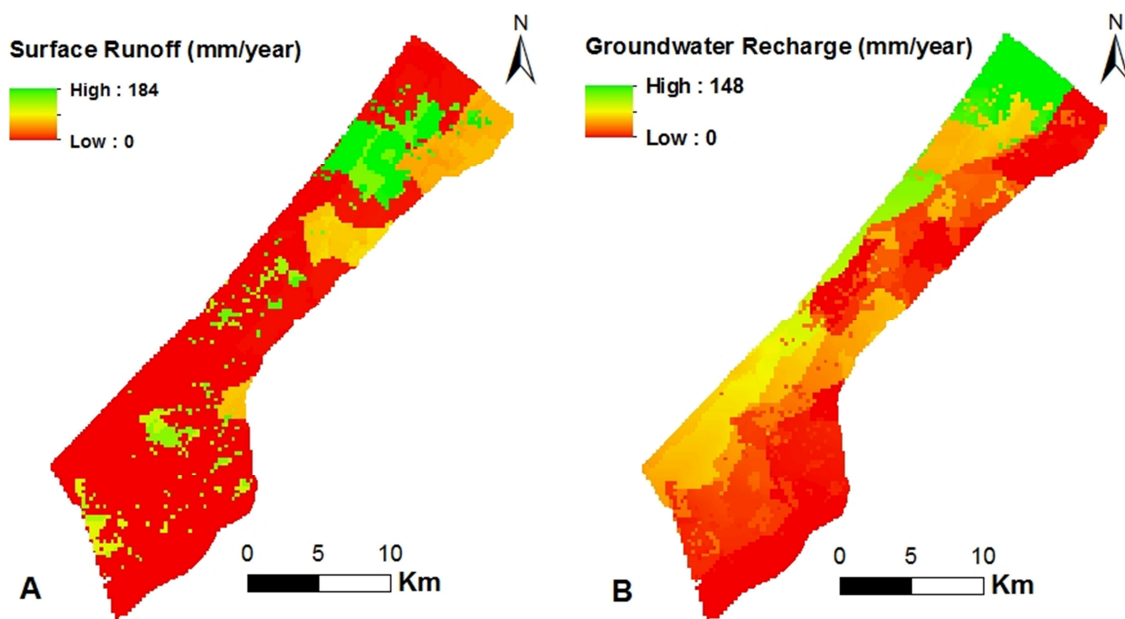 N
Surface Runoff (mm/year)
High : 184
Low : 0
0 5 10
Km
A
N
Groundwater Recharge (mm/year)
High : 148
Low : 0
0 5 10
Km
B